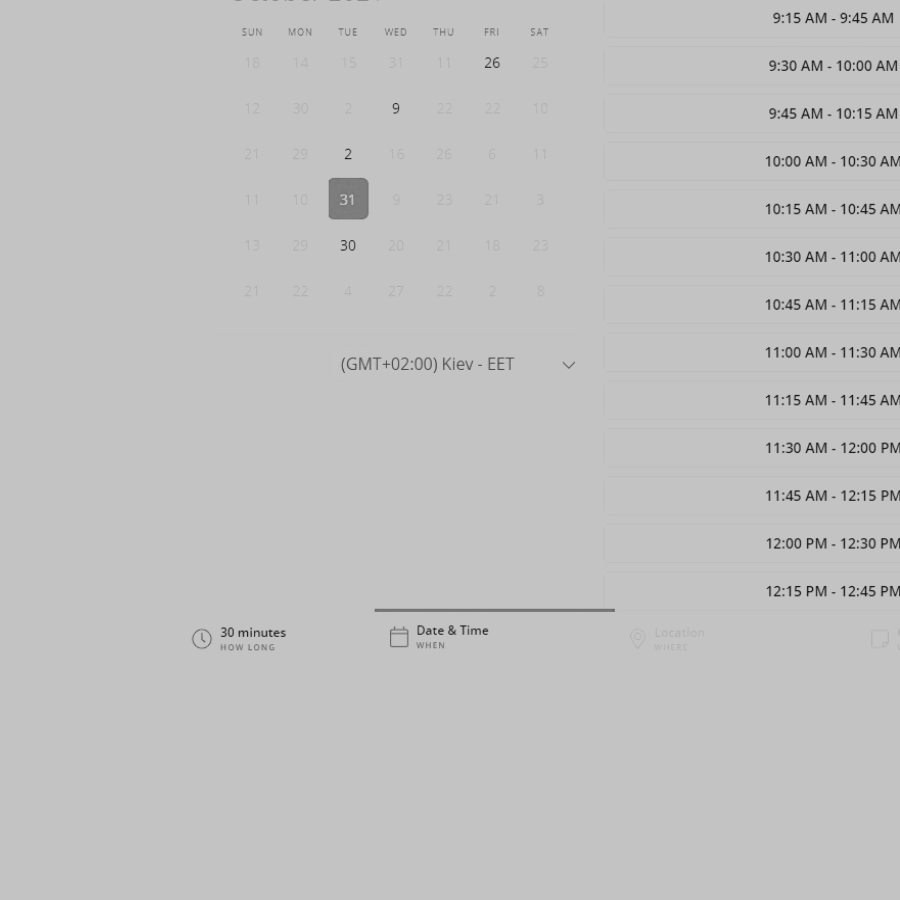 SUN MON TUE WED THU FRI SAT
18 14 15 31 11 26 25
12 30 2 9 22 22 10
21 29 2 16 26 6 11
11 10 31 9 23 21 3
13 29 30 20 21 18 23
21 22 4 27 22 2 8
(GMT+02:00) Kiev - EET
9:15 AM - 9:45 AM
9:30 AM - 10:00 AM
9:45 AM - 10:15 AM
10:00 AM - 10:30 AM
10:15 AM - 10:45 AM
10:30 AM - 11:00 AM
10:45 AM - 11:15 AM
11:00 AM - 11:30 AM
11:15 AM - 11:45 AM
11:30 AM - 12:00 PM
11:45 AM - 12:15 PM
12:00 PM - 12:30 PM
12:15 PM - 12:45 PM
30 minutes
HOW LONG
Date & Time
WHEN
Location
WHERE